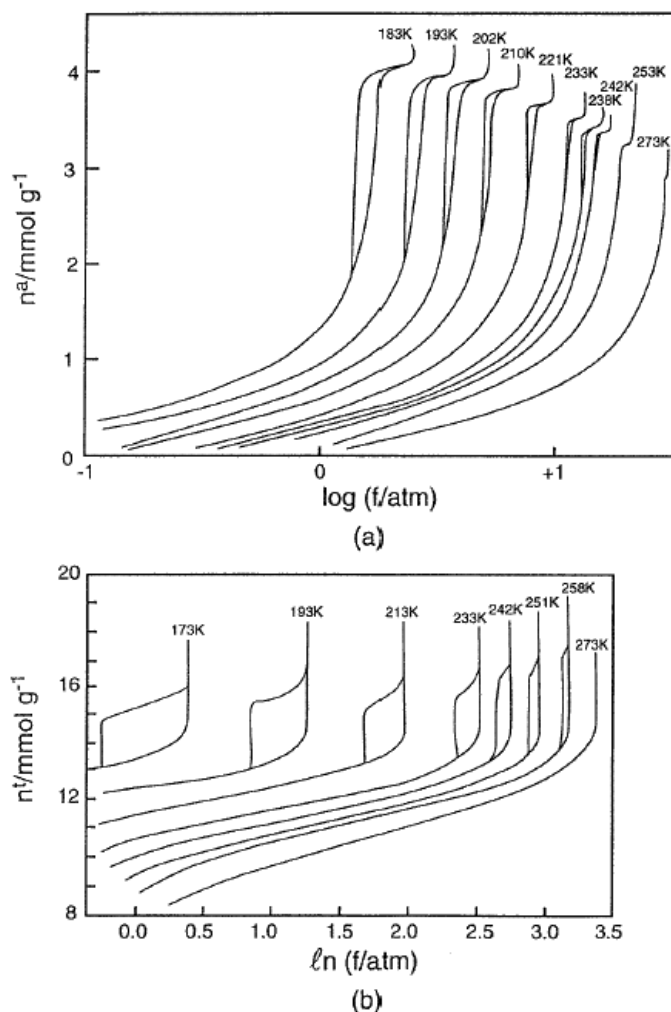 183K 193K 202K 210K 221K 233K 238K 242K 253K 273K
4
3
2
1
0
nᵃ/mmol g⁻¹
-1 0 +1
log (f/atm)
(a)
173K 193K 213K 233K 242K 251K 258K 273K
20
16
12
8
nᵗ/mmol g⁻¹
0.0 0.5 1.0 1.5 2.0 2.5 3.0 3.5
ℓn (f/atm)
(b)